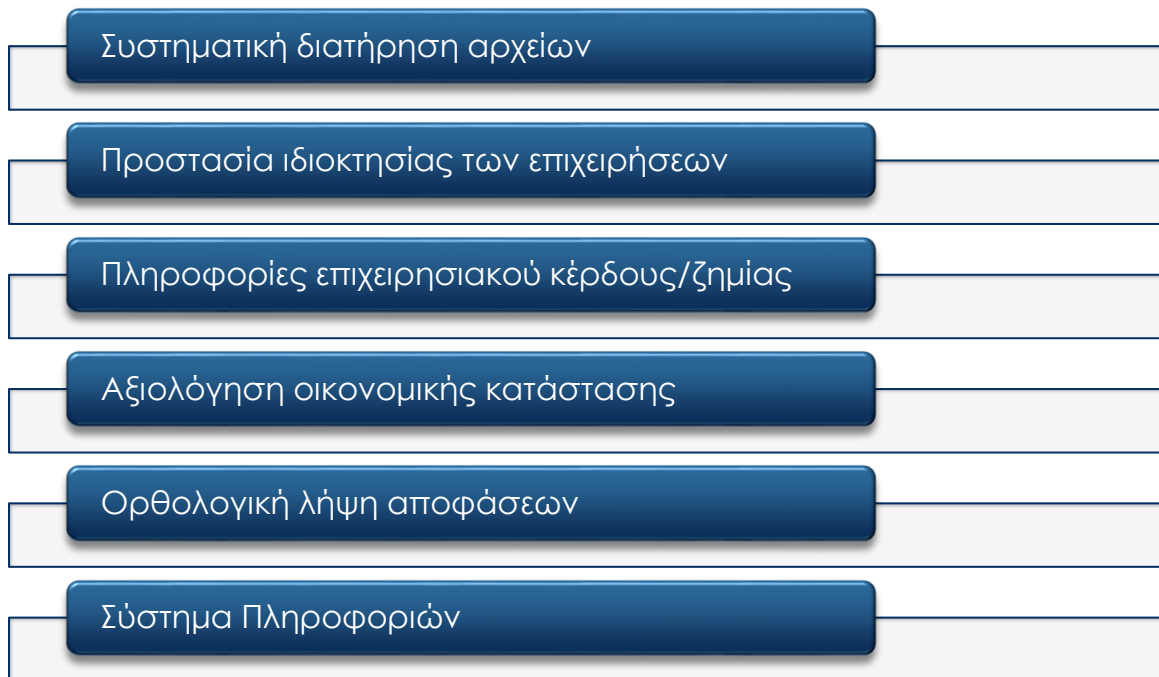 Συστηματική διατήρηση αρχείων
Προστασία ιδιοκτησίας των επιχειρήσεων
Πληροφορίες επιχειρησιακού κέρδους/ζημίας
Αξιολόγηση οικονομικής κατάστασης
Ορθολογική λήψη αποφάσεων
Σύστημα Πληροφοριών